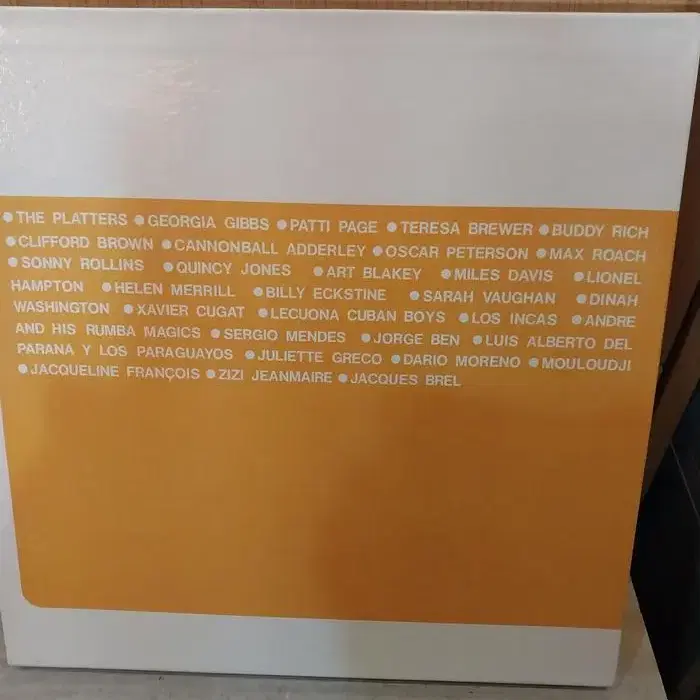 ●THE PLATTERS ●GEORGIA GIBBS ●PATTI PAGE ●TERESA BREWER ●BUDDY RICH
●CLIFFORD BROWN ●CANNONBALL ADDERLEY ●OSCAR PETERSON ●MAX ROACH
●SONNY ROLLINS ●QUINCY JONES ●ART BLAKEY ●MILES DAVIS ●LIONEL
HAMPTON ●HELEN MERRILL ●BILLY ECKSTINE ●SARAH VAUGHAN ●DINAH
WASHINGTON ●XAVIER CUGAT ●LECUONA CUBAN BOYS ●LOS INCAS ●ANDRE
AND HIS RUMBA MAGICS ●SERGIO MENDES ●JORGE BEN ●LUIS ALBERTO DEL
PARANA Y LOS PARAGUAYOS ●JULIETTE GRECO ●DARIO MORENO ●MOULOUDJI
●JACQUELINE FRANÇOIS ●ZIZI JEANMAIRE ●JACQUES BREL